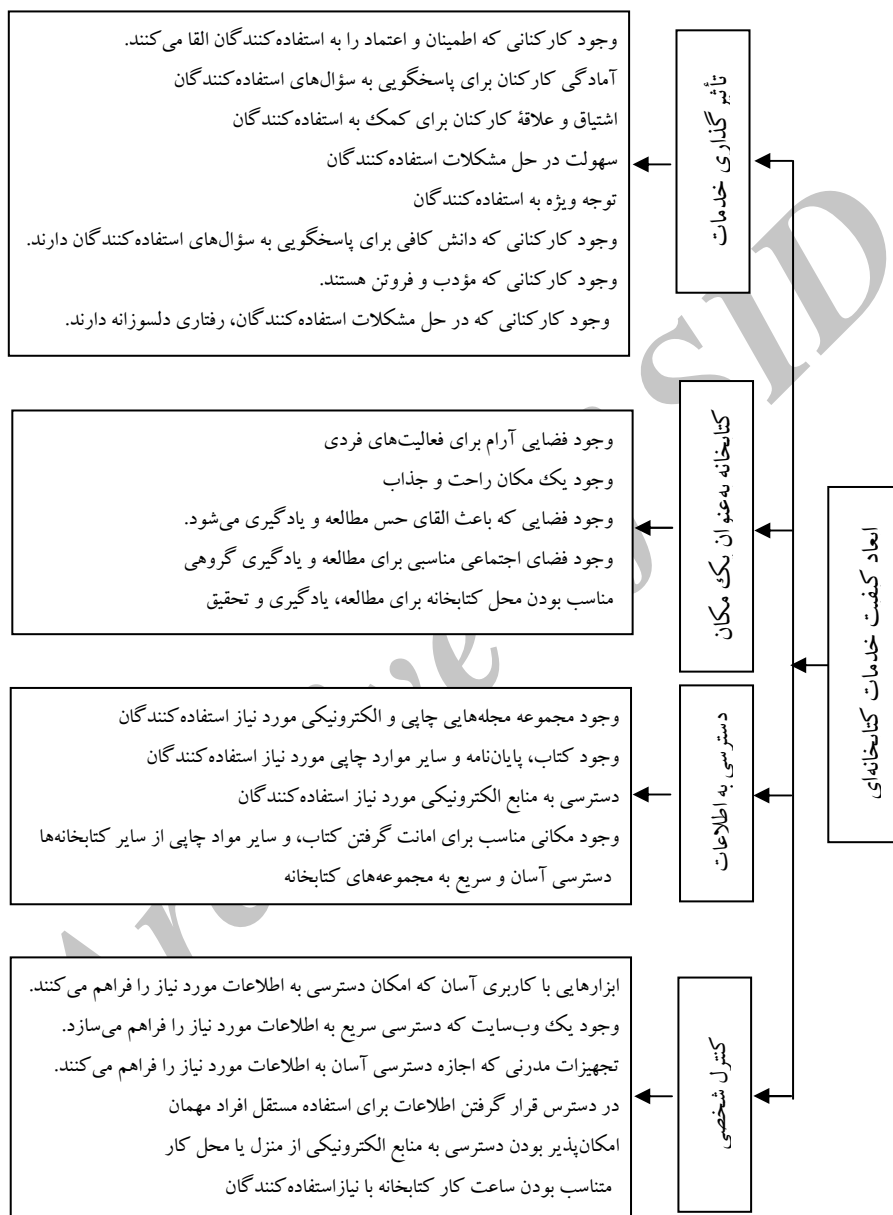 ابعاد کیفیت خدمات کتابخانه‌ای
تأثیر گذاری خدمات
وجود کارکنانی که اطمینان و اعتماد را به استفاده‌کنندگان القا می‌کنند.
آمادگی کارکنان برای پاسخگویی به سؤال‌های استفاده‌کنندگان
اشتیاق و علاقۀ کارکنان برای کمک به استفاده‌کنندگان
سهولت در حل مشکلات استفاده‌کنندگان
توجه ویژه به استفاده‌کنندگان
وجود کارکنانی که دانش کافی برای پاسخگویی به سؤال‌های استفاده‌کنندگان دارند.
وجود کارکنانی که مؤدب و فروتن هستند.
وجود کارکنانی که در حل مشکلات استفاده‌کنندگان، رفتاری دلسوزانه دارند.
کتابخانه به‌عنوان یک مکان
وجود فضایی آرام برای فعالیت‌های فردی
وجود یک مکان راحت و جذاب
وجود فضایی که باعث القای حس مطالعه و یادگیری می‌شود.
وجود فضای اجتماعی مناسبی برای مطالعه و یادگیری گروهی
مناسب بودن محل کتابخانه برای مطالعه، یادگیری و تحقیق
دسترسی به اطلاعات
وجود مجموعه مجله‌هایی چاپی و الکترونیکی مورد نیاز استفاده‌کنندگان
وجود کتاب، پایان‌نامه و سایر موارد چاپی مورد نیاز استفاده‌کنندگان
دسترسی به منابع الکترونیکی مورد نیاز استفاده‌کنندگان
وجود مکانی مناسب برای امانت گرفتن کتاب، و سایر مواد چاپی از سایر کتابخانه‌ها
دسترسی آسان و سریع به مجموعه‌های کتابخانه
کنترل شخصی
ابزارهایی با کاربری آسان که امکان دسترسی به اطلاعات مورد نیاز را فراهم می‌کنند.
وجود یک وب‌سایت که دسترسی سریع به اطلاعات مورد نیاز را فراهم می‌سازد.
تجهیزات مدرنی که اجازه دسترسی آسان به اطلاعات مورد نیاز را فراهم می‌کنند.
در دسترس قرار گرفتن اطلاعات برای استفاده مستقل افراد مهمان
امکان‌پذیر بودن دسترسی به منابع الکترونیکی از منزل یا محل کار
متناسب بودن ساعت کار کتابخانه با نیازاستفاده‌کنندگان
Archive of SID